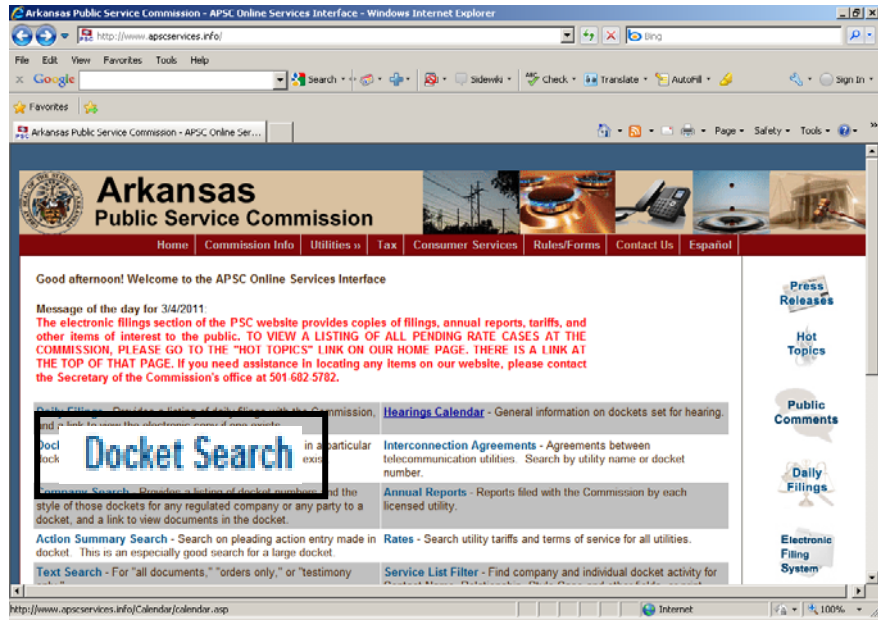 Arkansas Public Service Commission - APSC Online Services Interface - Windows Internet Explorer
http://www.apscservices.info/
Bing
File Edit View Favorites Tools Help
Google Search Sidewiki Check Translate AutoFill Sign In
Favorites
Arkansas Public Service Commission - APSC Online Ser... Page Safety Tools
Arkansas
Public Service Commission
Home Commission Info Utilities » Tax Consumer Services Rules/Forms Contact Us Español
Good afternoon! Welcome to the APSC Online Services Interface
Message of the day for 3/4/2011:
The electronic filings section of the PSC website provides copies of filings, annual reports, tariffs, and
other items of interest to the public. TO VIEW A LISTING OF ALL PENDING RATE CASES AT THE
COMMISSION, PLEASE GO TO THE "HOT TOPICS" LINK ON OUR HOME PAGE. THERE IS A LINK AT
THE TOP OF THAT PAGE. If you need assistance in locating any items on our website, please contact
the Secretary of the Commission's office at 501-682-5782.
Daily Filings - Provides a listing of daily filings with the Commission,
and a link to view the electronic copy if one exists.
Docket Search
in a particular
Company Search - Provides a listing of docket numbers and the
style of those dockets for any regulated company or any party to a
docket, and a link to view documents in the docket.
Action Summary Search - Search on pleading action entry made in
docket. This is an especially good search for a large docket.
Text Search - For "all documents," "orders only," or "testimony
Hearings Calendar - General information on dockets set for hearing.
Interconnection Agreements - Agreements between
telecommunication utilities. Search by utility name or docket
number.
Annual Reports - Reports filed with the Commission by each
licensed utility.
Rates - Search utility tariffs and terms of service for all utilities.
Service List Filter - Find company and individual docket activity for
Press
Releases
Hot
Topics
Public
Comments
Daily
Filings
Electronic
Filing
System
http://www.apscservices.info/Calendar/calendar.asp Internet 100%